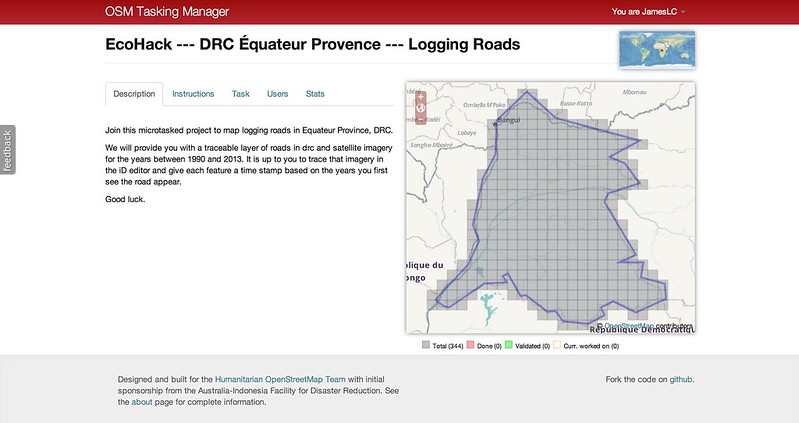 OSM Tasking Manager
You are JamesLC
EcoHack --- DRC Équateur Provence --- Logging Roads
Description Instructions Task Users Stats
feedback
Join this microtasked project to map logging roads in Equateur Province, DRC.
We will provide you with a traceable layer of roads in drc and satellite imagery
for the years between 1990 and 2013. It is up to you to trace that imagery in
the iD editor and give each feature a time stamp based on the years you first
see the road appear.
Good luck.
Mbomou
Ombella M'Poko
Basse-Kotto
Bangui
Lobaye
Sangha-Mbaéré
blique du
ongo
© OpenStreetMap contributors
République Démocratiqu
Total (344) Done (0) Validated (0) Curr. worked on (0)
Designed and built for the Humanitarian OpenStreetMap Team with initial
sponsorship from the Australia-Indonesia Facility for Disaster Reduction. See
the about page for complete information.
Fork the code on github.